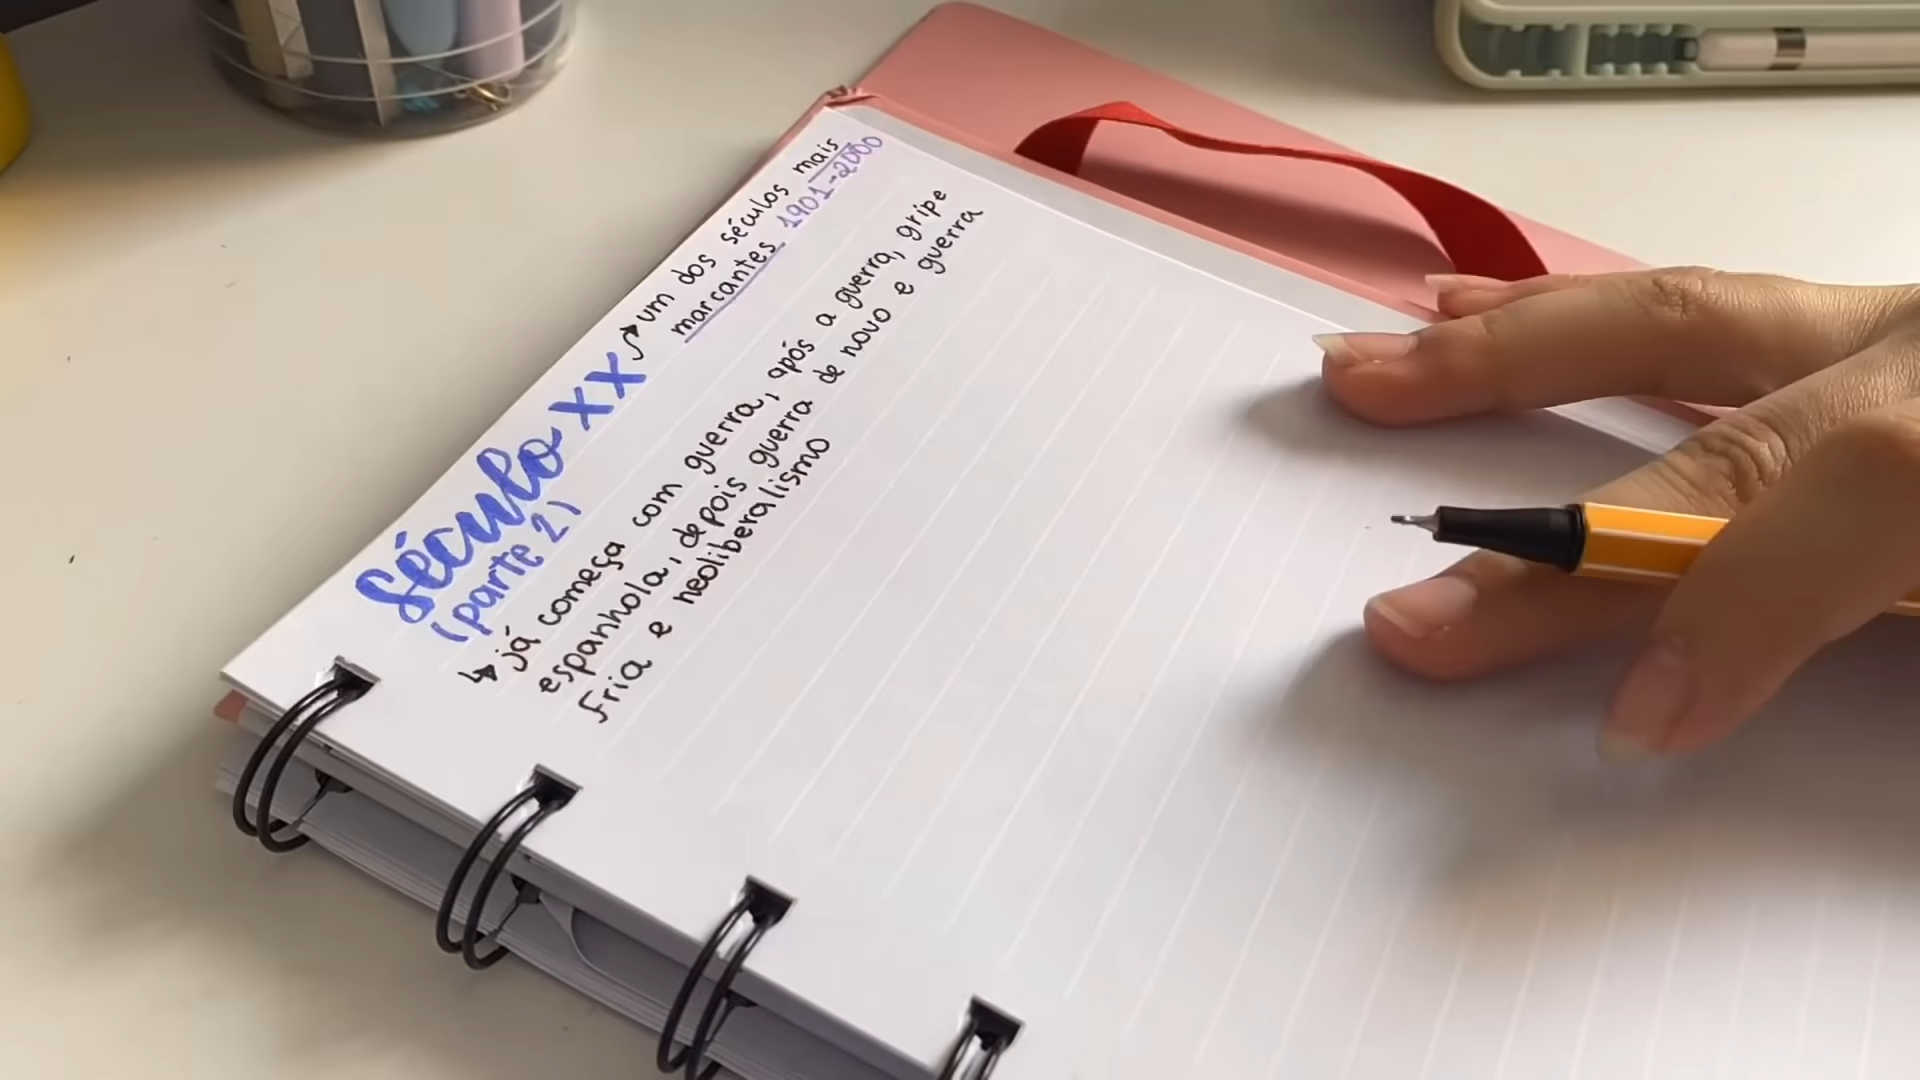 Século XX
(parte 2)
um dos séculos mais
marcantes 1901-2000
já começa com guerra, após a guerra, gripe
espanhola, depois guerra de novo e guerra
Fria e neoliberalismo